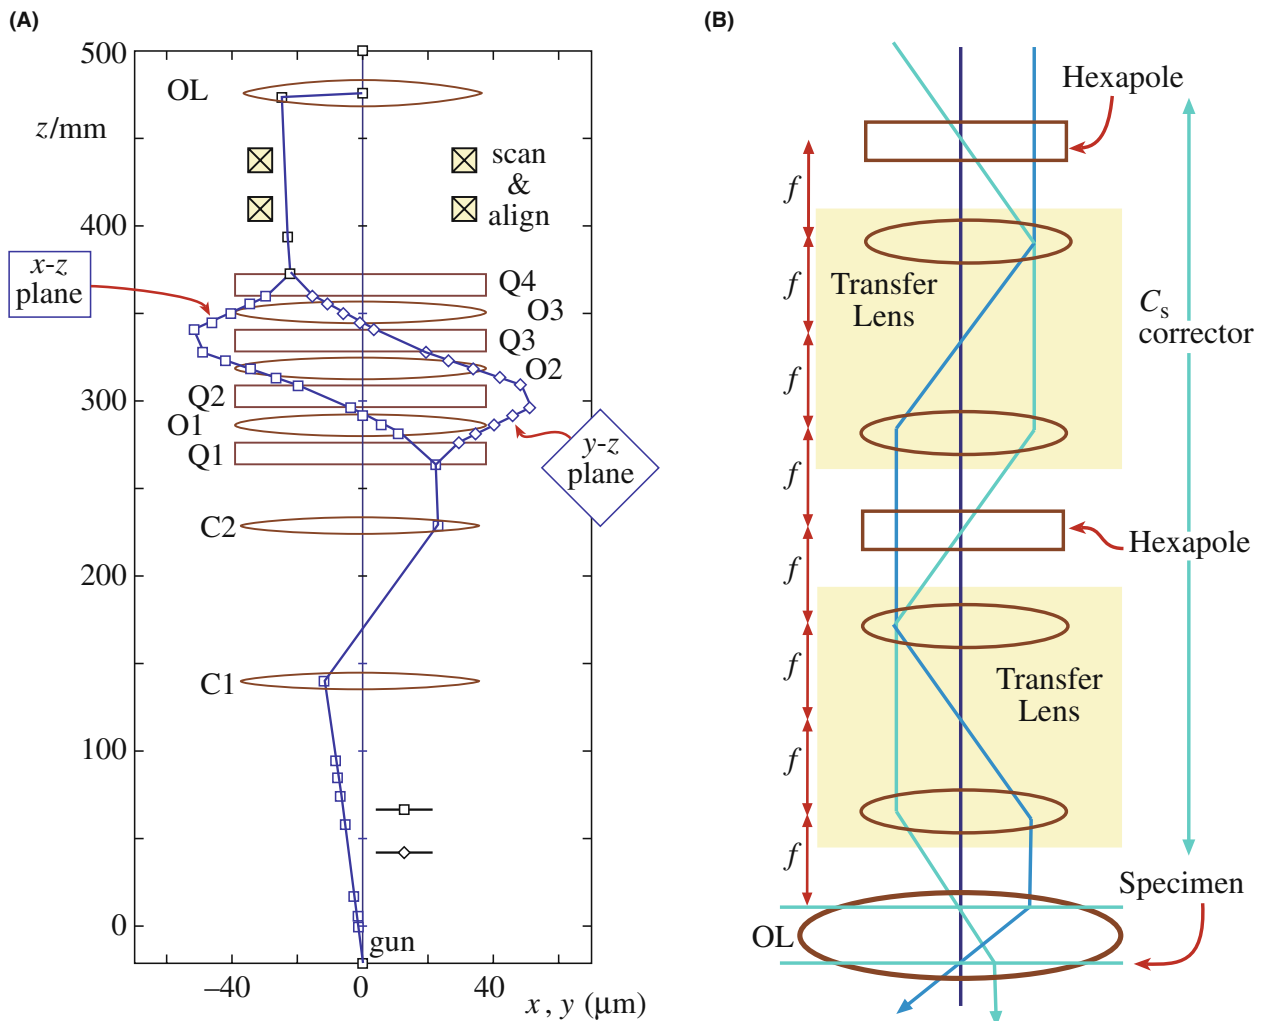 (A)
500
OL
z/mm
scan
&
align
400
x-z
plane
Q4
O3
Q3
O2
300
Q2
O1
Q1
y-z
plane
C2
200
C1
100
0
gun
–40
0
40
x , y (μm)
(B)
Hexapole
f
f
Transfer
Lens
Cs
corrector
f
f
Hexapole
f
f
Transfer
Lens
f
f
Specimen
OL